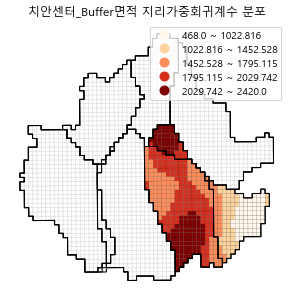 치안센터_Buffer면적 지리가중회귀계수 분포
468.0 ~ 1022.816
1022.816 ~ 1452.528
1452.528 ~ 1795.115
1795.115 ~ 2029.742
2029.742 ~ 2420.0